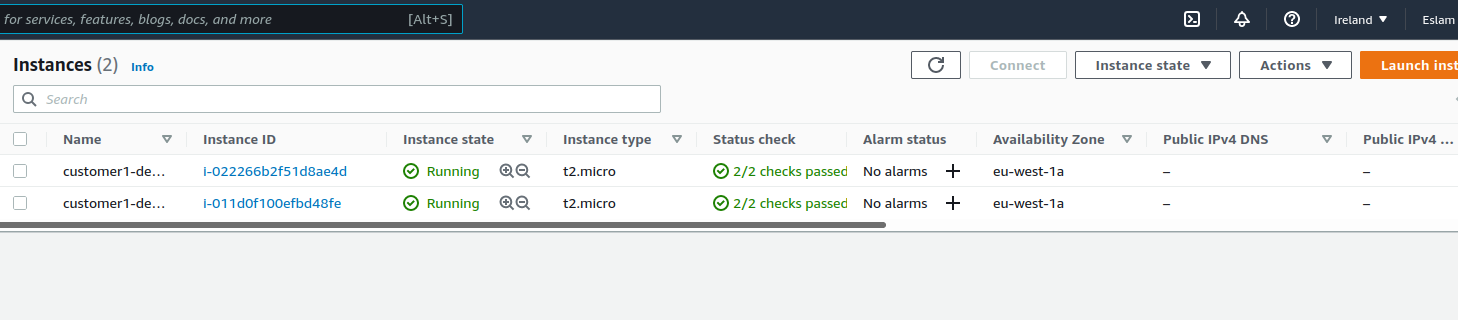 for services, features, blogs, docs, and more [Alt+S] Ireland Eslam
Instances (2) Info Connect Instance state Actions Launch inst
Search
Name Instance ID Instance state Instance type Status check Alarm status Availability Zone Public IPv4 DNS Public IPv4 ...
customer1-de... i-022266b2f51d8ae4d Running t2.micro 2/2 checks passed No alarms eu-west-1a – –
customer1-de... i-011d0f100efbd48fe Running t2.micro 2/2 checks passed No alarms eu-west-1a – –